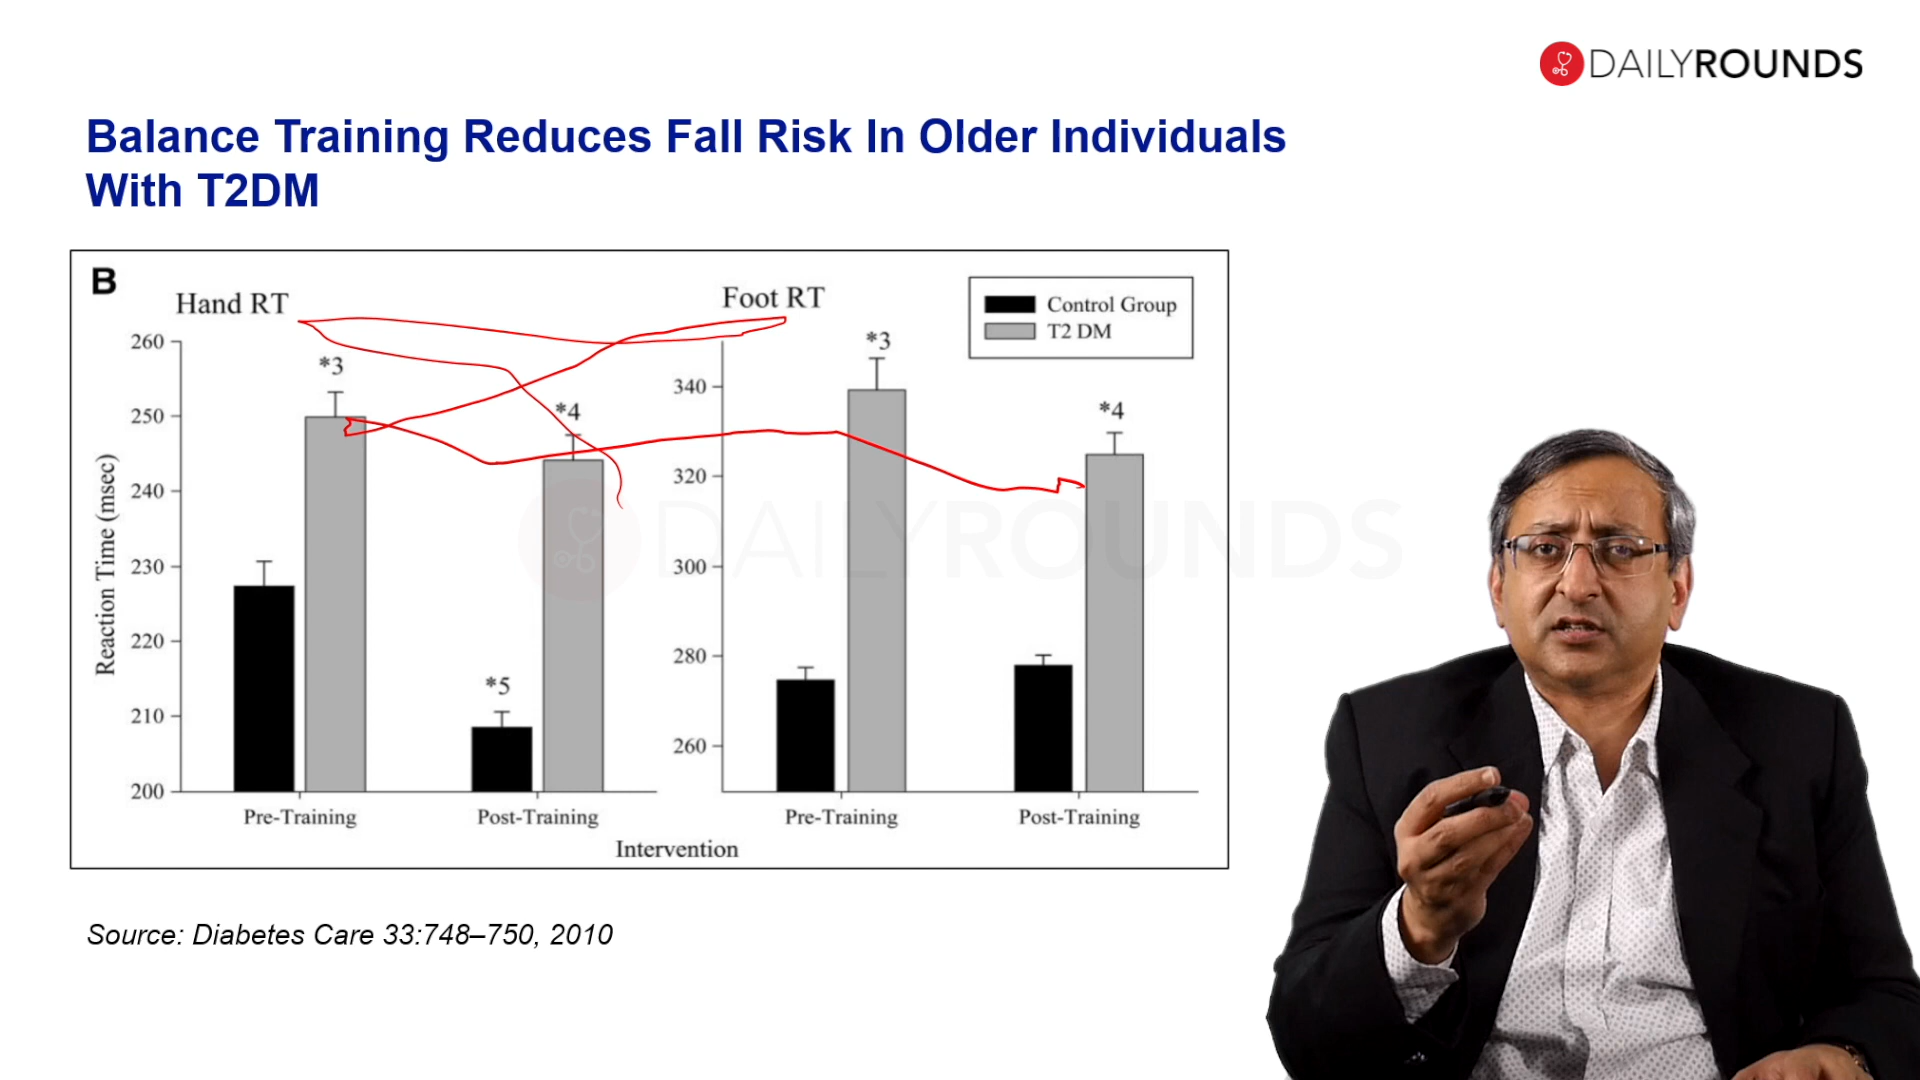 DAILYROUNDS
Balance Training Reduces Fall Risk In Older Individuals
With T2DM
B
Hand RT
Foot RT
Control Group
T2 DM
Reaction Time (msec)
260
250
240
230
220
210
200
*3
*4
*5
Pre-Training
Post-Training
340
320
300
280
260
*3
*4
Pre-Training
Post-Training
Intervention
DAILYROUNDS
Source: Diabetes Care 33:748–750, 2010